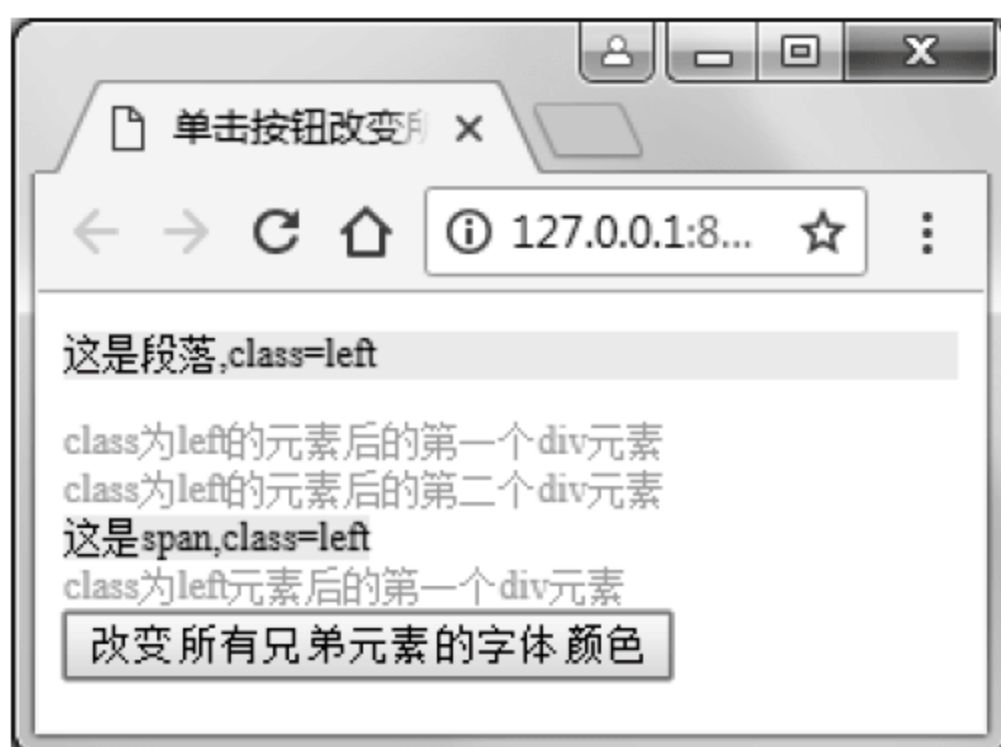 单击按钮改变所
127.0.0.1:8...
这是段落,class=left
class为left的元素后的第一个div元素
class为left的元素后的第二个div元素
这是span,class=left
class为left元素后的第一个div元素
改变所有兄弟元素的字体颜色